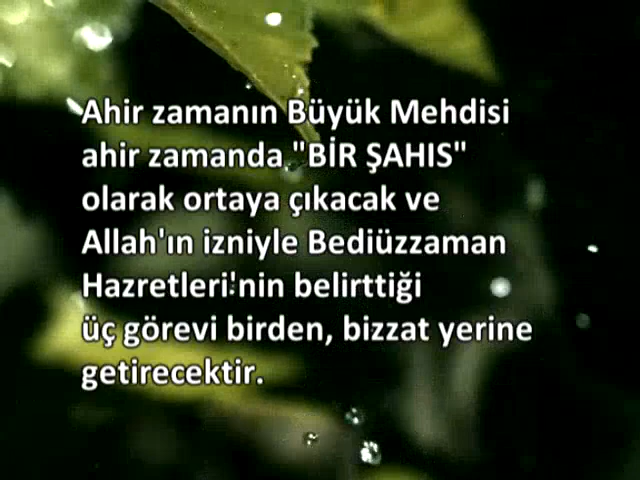 Ahir zamanın Büyük Mehdisi
ahir zamanda "BİR ŞAHIS"
olarak ortaya çıkacak ve
Allah'ın izniyle Bediüzzaman
Hazretleri'nin belirttiği
üç görevi birden, bizzat yerine
getirecektir.